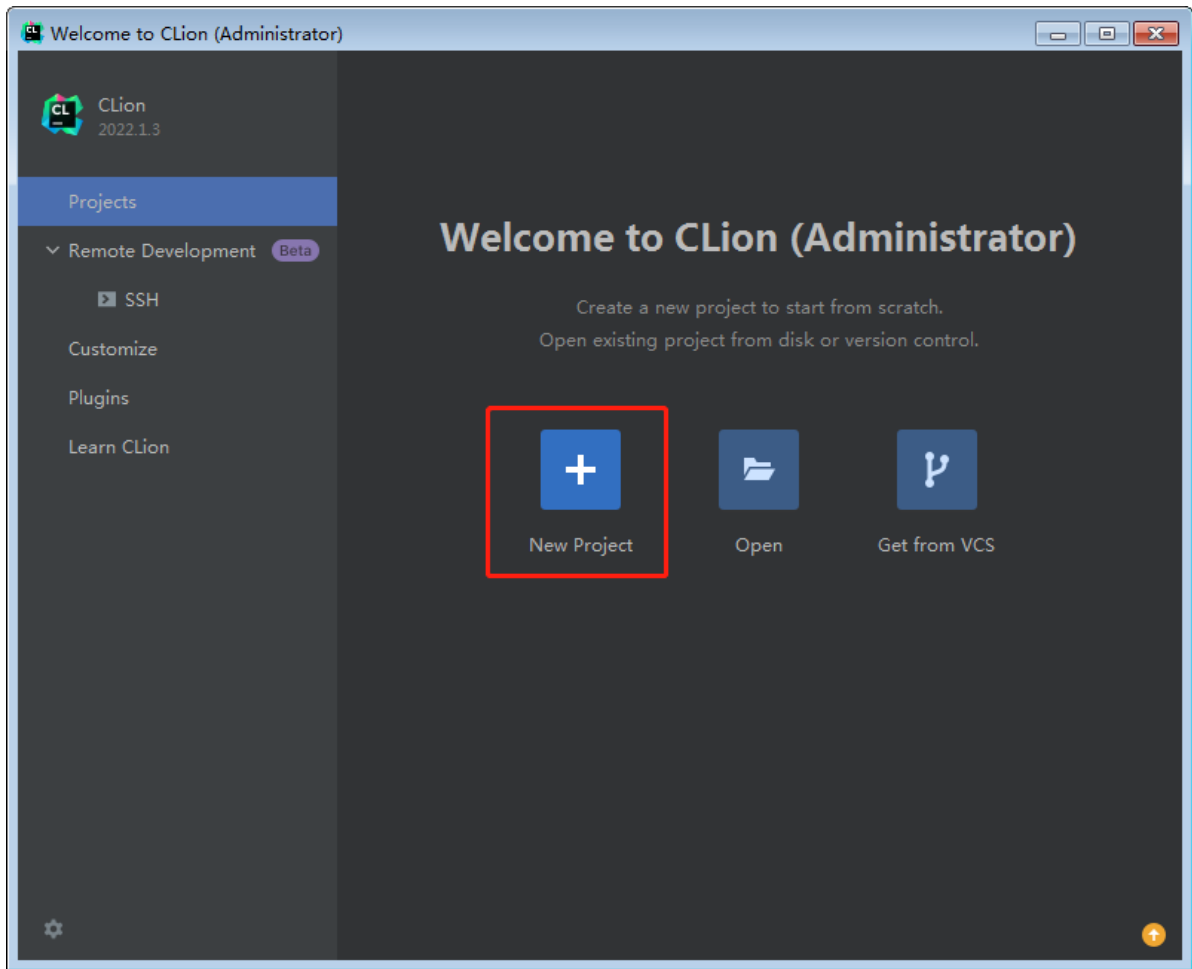 Welcome to CLion (Administrator)
CL
CLion
2022.1.3
Projects
Remote Development Beta
SSH
Customize
Plugins
Learn CLion
Welcome to CLion (Administrator)
Create a new project to start from scratch.
Open existing project from disk or version control.
New Project
Open
Get from VCS